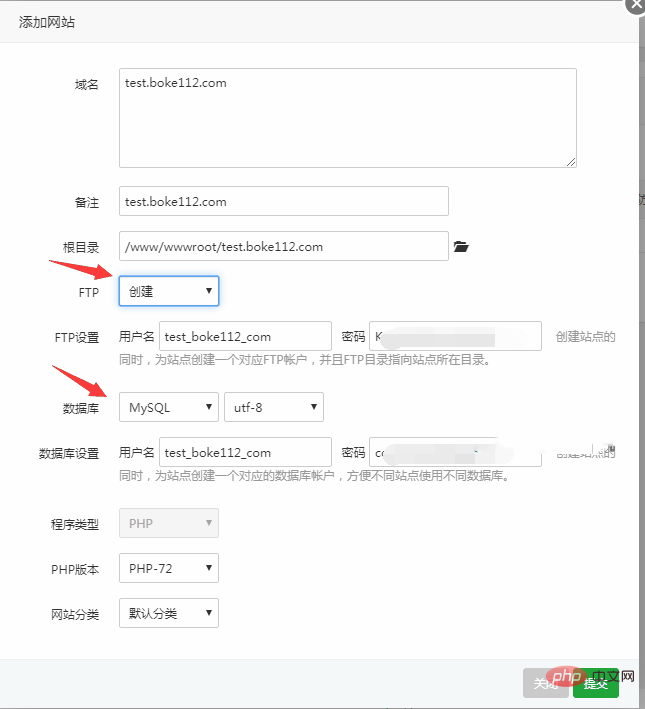 添加网站
域名 test.boke112.com
备注 test.boke112.com
根目录 /www/wwwroot/test.boke112.com
FTP 创建
FTP设置 用户名 test_boke112_com 密码 创建站点的
同时，为站点创建一个对应FTP帐户，并且FTP目录指向站点所在目录。
数据库 MySQL utf-8
数据库设置 用户名 test_boke112_com 密码 创建站点的
同时，为站点创建一个对应的数据库帐户，方便不同站点使用不同数据库。
程序类型 PHP
PHP版本 PHP-72
网站分类 默认分类
关闭 提交
php 中文网